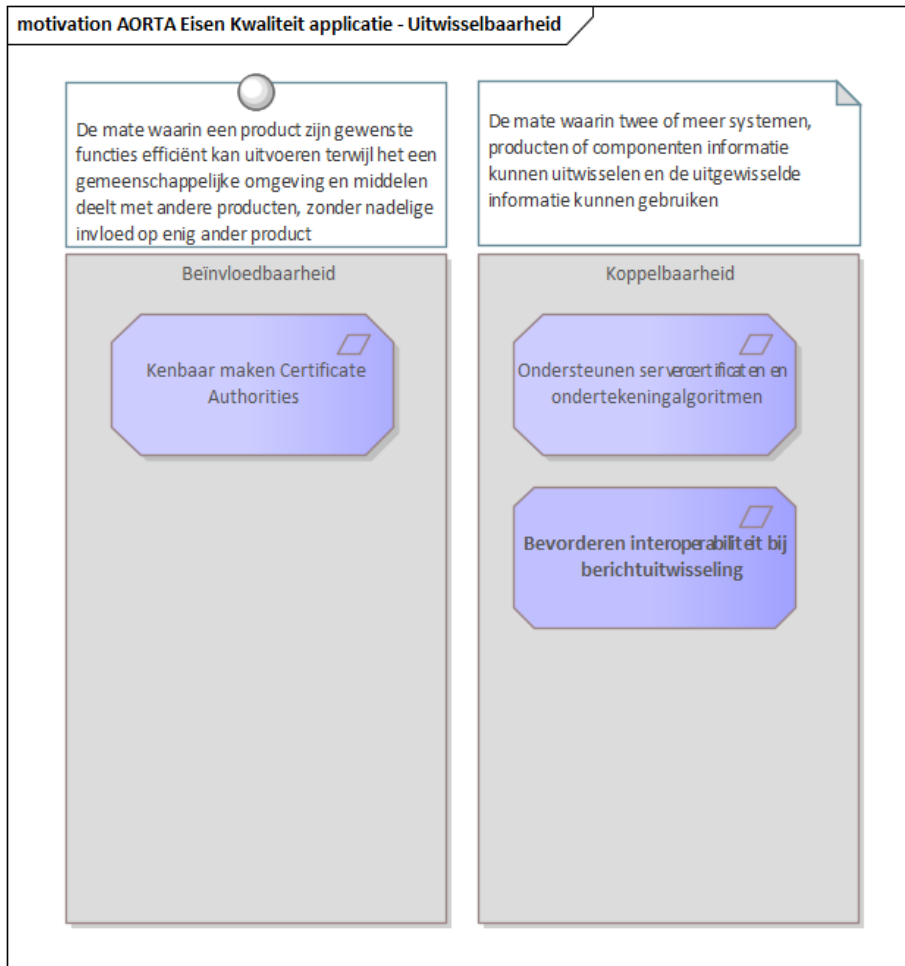 motivation AORTA Eisen Kwaliteit applicatie - Uitwisselbaarheid
De mate waarin een product zijn gewenste
functies efficiënt kan uitvoeren terwijl het een
gemeenschappelijke omgeving en middelen
deelt met andere producten, zonder nadelige
invloed op enig ander product
De mate waarin twee of meer systemen,
producten of componenten informatie
kunnen uitwisselen en de uitgewisselde
informatie kunnen gebruiken
Beïnvloedbaarheid
Kenbaar maken Certificate
Authorities
Koppelbaarheid
Ondersteunen servercertificaten en
ondertekeningalgoritmen
Bevorderen interoperabiliteit bij
berichtuitwisseling